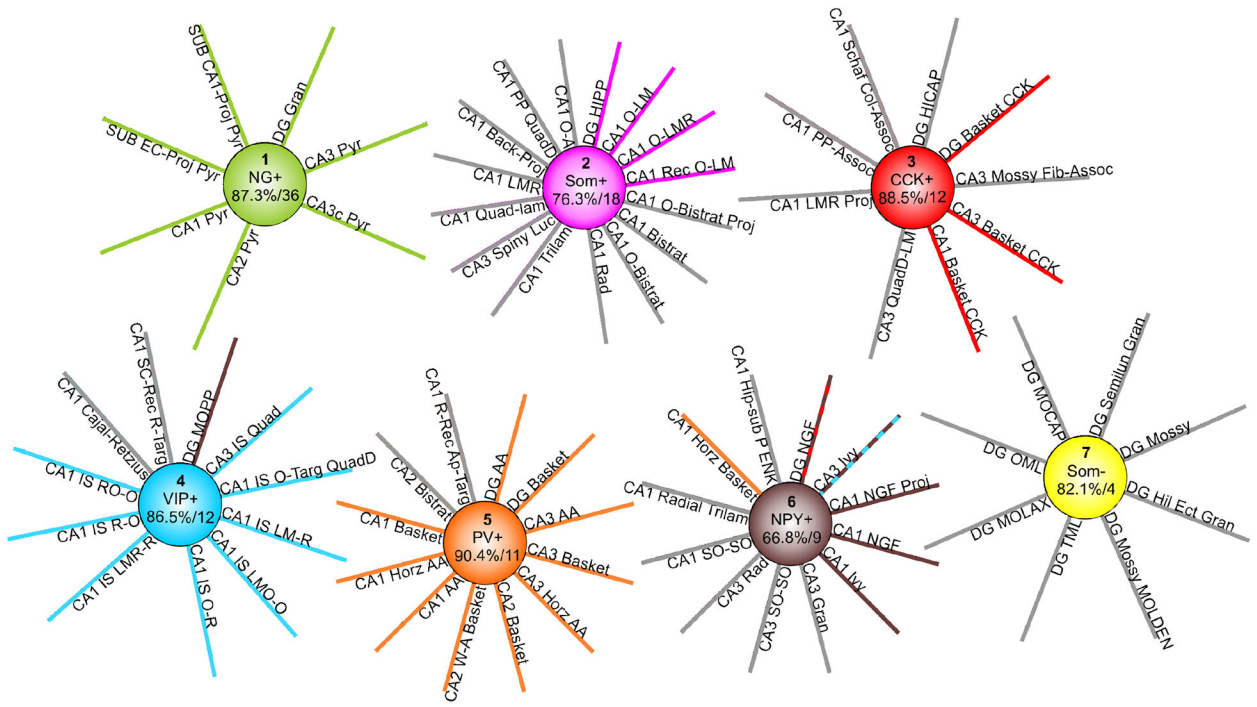 SUB CA1-Proj Pyr
DG Gran
SUB EC-Proj Pyr
CA3 Pyr
1
NG+
87.3%/36
CA1 Pyr
CA3c Pyr
CA2 Pyr
CA1 PP QuadD
CA1 O-A
DG HIPP
CA1 O-LM
CA1 Back-Proj
CA1 O-LMR
CA1 LMR
CA1 Rec O-LM
2
Som+
76.3%/18
CA1 Quad-lam
CA1 O-Bistrat Proj
CA3 Spiny Luc
CA1 Bistrat
CA1 Trilam
CA1 Rad
CA1 O-Bistrat
CA1 Schaf Col-Assoc
DG HICAP
DG Basket CCK
CA1 PP-Assoc
CA3 Mossy Fib-Assoc
3
CCK+
88.5%/12
CA1 LMR Proj
CA3 Basket CCK
CA3 QuadD-LM
CA1 Basket CCK
CA1 SC-Rec R-Targ
DG MOPP
CA1 Cajal-Retzius
CA3 IS Quad
CA1 IS RO-O
CA1 IS O-Targ QuadD
4
VIP+
86.5%/12
CA1 IS R-O
CA1 IS LM-R
CA1 IS LMR-R
CA1 IS O-R
CA1 IS LMO-O
CA1 R-Rec Ap-Targ
DG AA
CA2 Bistrat
DG Basket
CA1 Basket
CA3 AA
5
PV+
90.4%/11
CA1 Horz AA
CA3 Basket
CA1 AA
CA3 Horz AA
CA2 W-A Basket
CA2 Basket
CA1 Hip-sub P ENK
DG NGF
CA3 Ivy
CA1 Horz Basket
CA1 NGF Proj
CA1 Radial Trilam
6
NPY+
66.8%/9
CA1 SO-SO
CA1 NGF
CA3 Rad
CA1 Ivy
CA3 SO-SO
CA3 Gran
DG MOCAP
DG Semilun Gran
DG OML
DG Mossy
7
Som-
82.1%/4
DG MOLAX
DG Hil Ect Gran
DG TML
DG Mossy MOLDEN